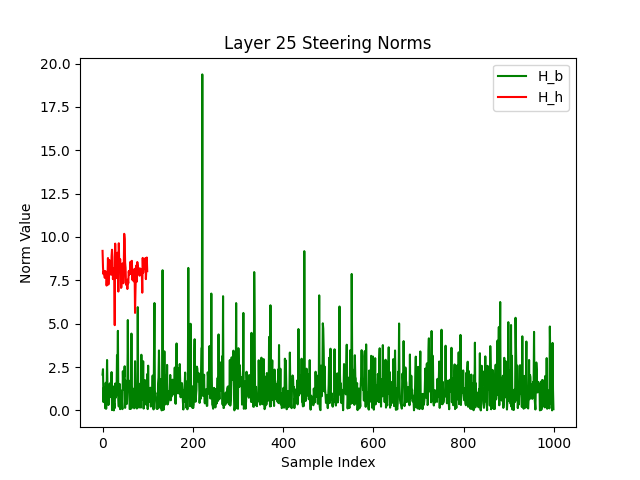 Layer 25 Steering Norms
H_b
H_h
Norm Value
20.0
17.5
15.0
12.5
10.0
7.5
5.0
2.5
0.0
0 200 400 600 800 1000
Sample Index